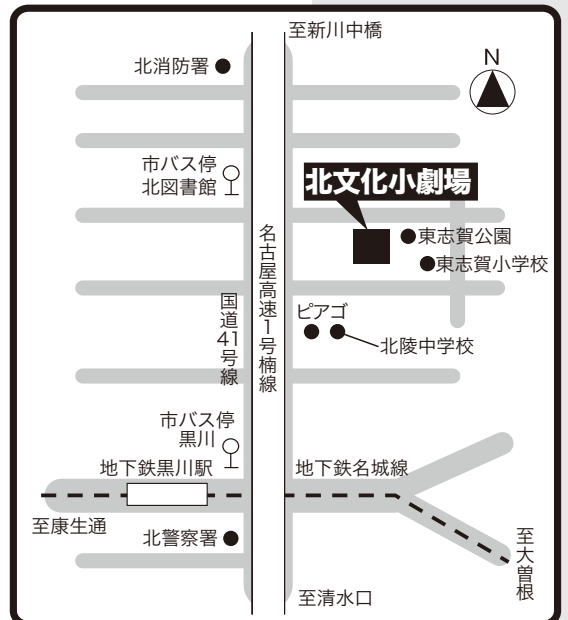 至新川中橋
北消防署
N
市バス停
北図書館
北文化小劇場
東志賀公園
東志賀小学校
名古屋高速1号楠線
国道41号線
ピアゴ
北陵中学校
市バス停
黒川
地下鉄黒川駅
地下鉄名城線
至康生通
北警察署
至大曽根
至清水口